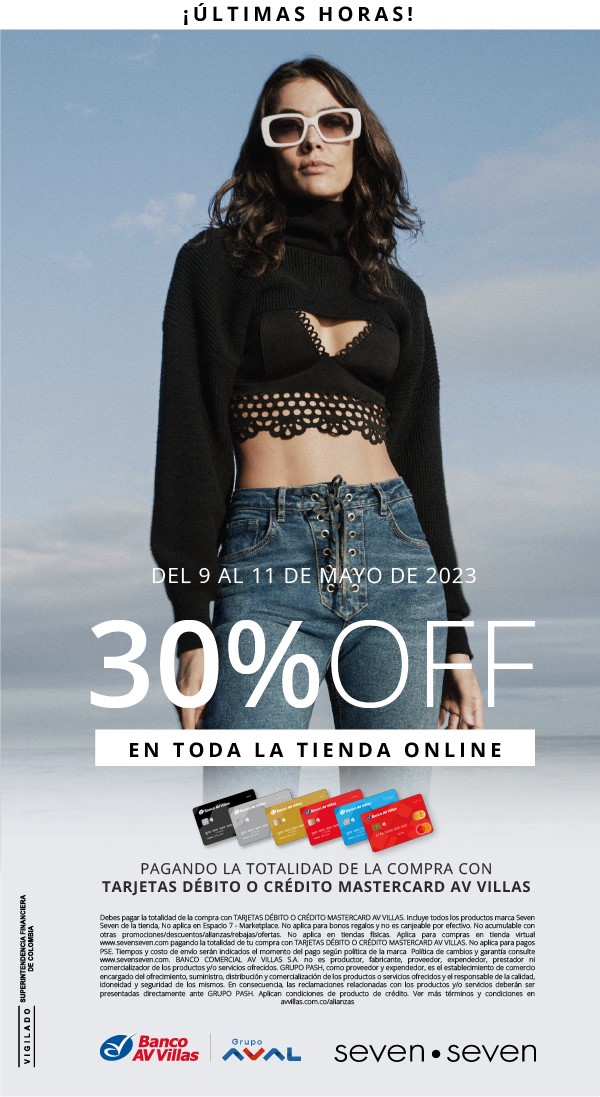 ¡ÚLTIMAS HORAS!
DEL 9 AL 11 DE MAYO DE 2023
30%OFF
EN TODA LA TIENDA ONLINE
PAGANDO LA TOTALIDAD DE LA COMPRA CON
TARJETAS DÉBITO O CRÉDITO MASTERCARD AV VILLAS
Debes pagar la totalidad de la compra con TARJETAS DÉBITO O CRÉDITO MASTERCARD AV VILLAS. Incluye todos los productos marca Seven
Seven de la tienda, No aplica en Espacio 7 - Marketplace. No aplica para bonos regalos y no es canjeable por efectivo. No acumulable con
otras promociones/descuentos/alianzas/rebajas/ofertas. No aplica en tiendas físicas. Aplica para compras en tienda virtual
www.sevenseven.com pagando la totalidad de tu compra con TARJETAS DÉBITO O CRÉDITO MASTERCARD AV VILLAS. No aplica para pagos
PSE. Tiempos y costo de envío serán indicados al momento del pago según política de la marca Política de cambios y garantía consulte
www.sevenseven.com. BANCO COMERCIAL AV VILLAS S.A. no es productor, fabricante, proveedor, expendedor, prestador ni
comercializador de los productos y/o servicios ofrecidos. GRUPO PASH, como proveedor y expendedor, es el establecimiento de comercio
encargado del ofrecimiento, suministro, distribución y comercialización de los productos o servicios ofrecidos y el responsable de la calidad,
idoneidad y seguridad de los mismos. En consecuencia, las reclamaciones relacionadas con los productos y/o servicios deberán ser
presentadas directamente ante GRUPO PASH. Aplican condiciones de producto de crédito. Ver más términos y condiciones en
avvillas.com.co/alianzas
VIGILADO
SUPERINTENDENCIA FINANCIERA
DE COLOMBIA
Banco
AV Villas
Grupo
AVAL
seven•seven